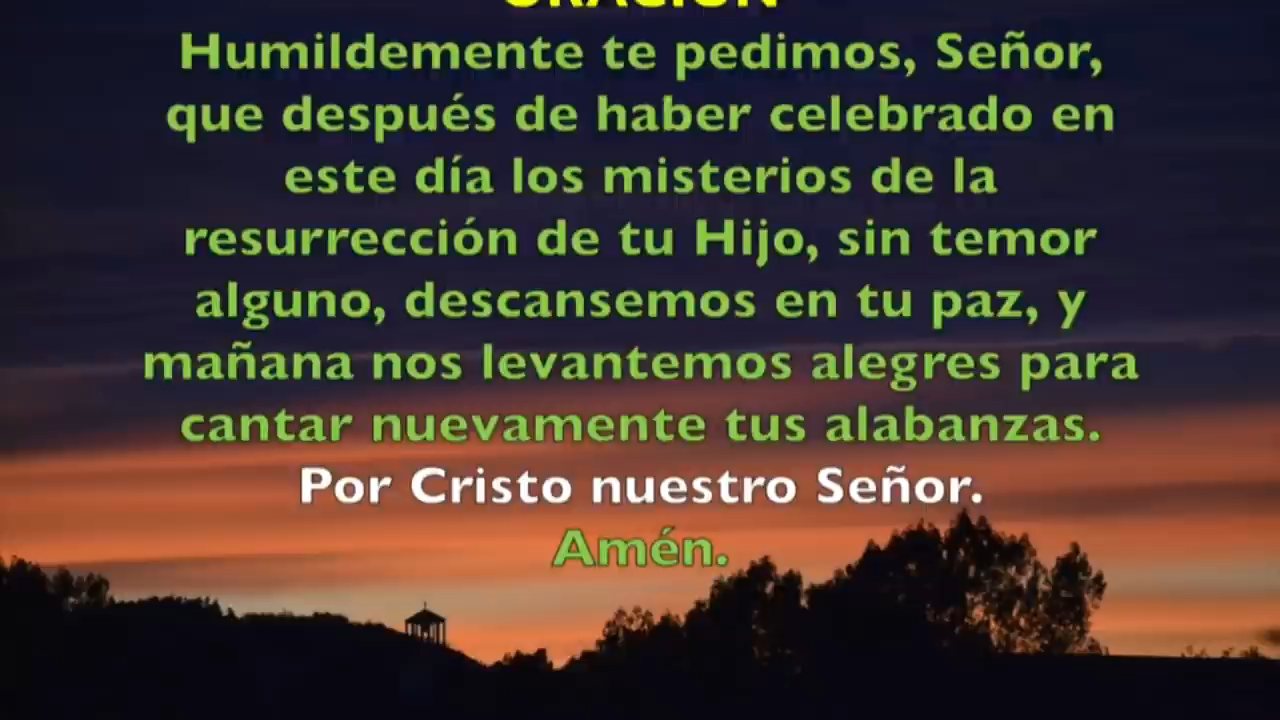 ORACIÓN
Humildemente te pedimos, Señor,
que después de haber celebrado en
este día los misterios de la
resurrección de tu Hijo, sin temor
alguno, descansemos en tu paz, y
mañana nos levantemos alegres para
cantar nuevamente tus alabanzas.
Por Cristo nuestro Señor.
Amén.